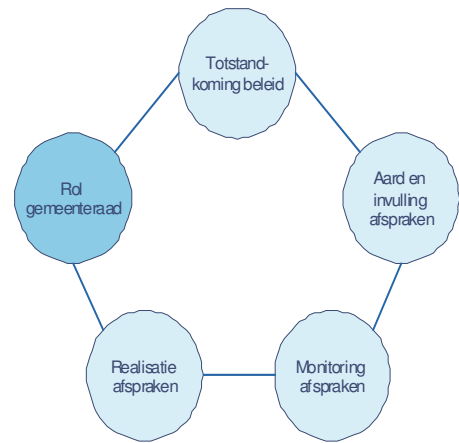 Totstand-
koming beleid
Aard en
invulling
afspraken
Monitoring
afspraken
Realisatie
afspraken
Rol
gemeenteraad